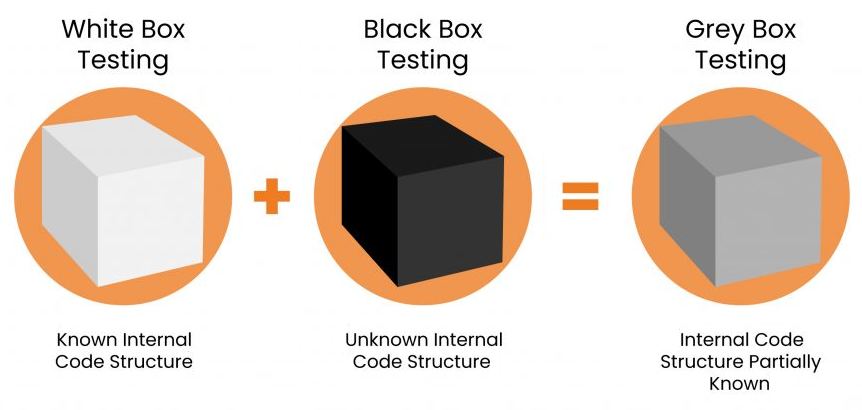 White Box
Testing
Black Box
Testing
Grey Box
Testing
+
=
Known Internal
Code Structure
Unknown Internal
Code Structure
Internal Code
Structure Partially
Known